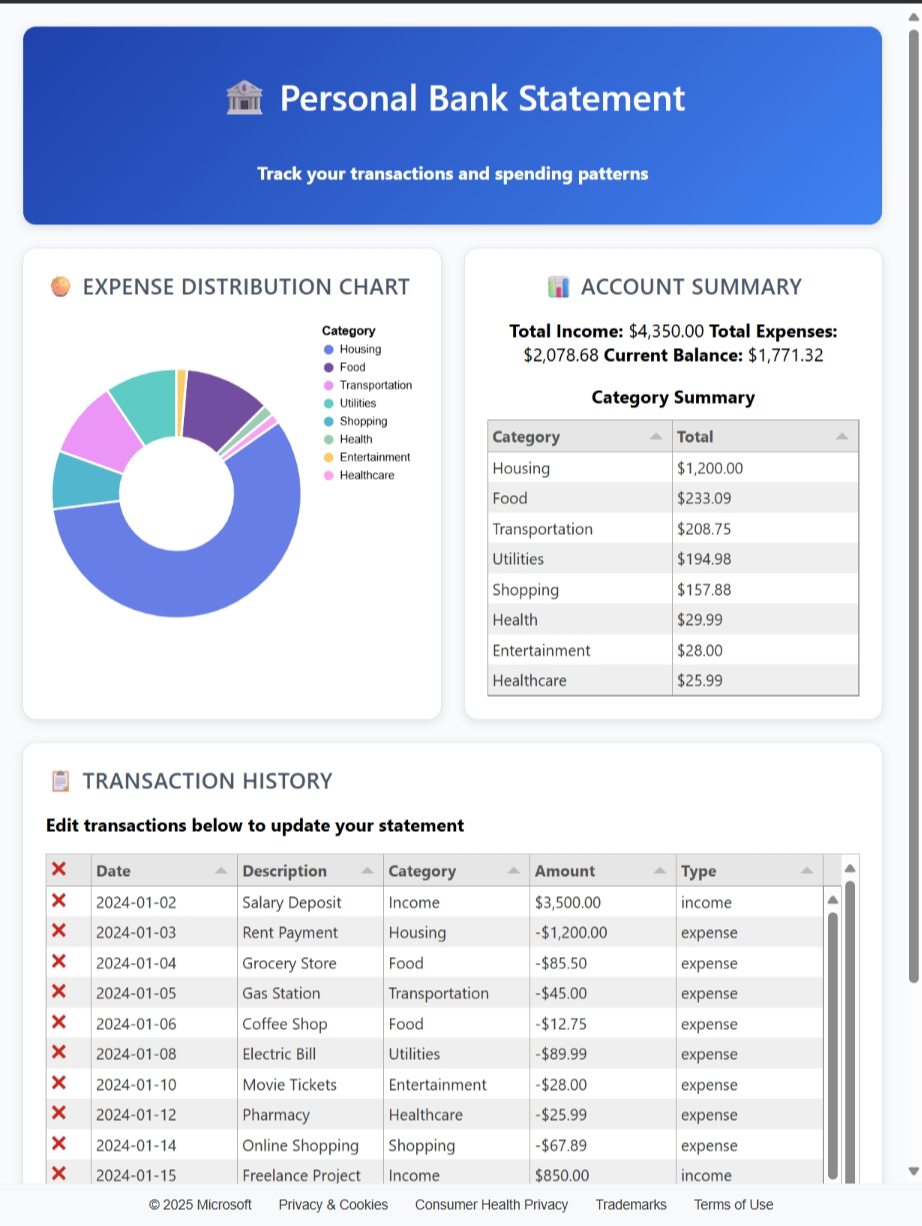 Personal Bank Statement
Track your transactions and spending patterns
EXPENSE DISTRIBUTION CHART
Category
Housing
Food
Transportation
Utilities
Shopping
Health
Entertainment
Healthcare
ACCOUNT SUMMARY
Total Income: $4,350.00 Total Expenses:
$2,078.68 Current Balance: $1,771.32
Category Summary
Category Total
Housing $1,200.00
Food $233.09
Transportation $208.75
Utilities $194.98
Shopping $157.88
Health $29.99
Entertainment $28.00
Healthcare $25.99
TRANSACTION HISTORY
Edit transactions below to update your statement
Date Description Category Amount Type
2024-01-02 Salary Deposit Income $3,500.00 income
2024-01-03 Rent Payment Housing -$1,200.00 expense
2024-01-04 Grocery Store Food -$85.50 expense
2024-01-05 Gas Station Transportation -$45.00 expense
2024-01-06 Coffee Shop Food -$12.75 expense
2024-01-08 Electric Bill Utilities -$89.99 expense
2024-01-10 Movie Tickets Entertainment -$28.00 expense
2024-01-12 Pharmacy Healthcare -$25.99 expense
2024-01-14 Online Shopping Shopping -$67.89 expense
2024-01-15 Freelance Project Income $850.00 income
© 2025 Microsoft Privacy & Cookies Consumer Health Privacy Trademarks Terms of Use